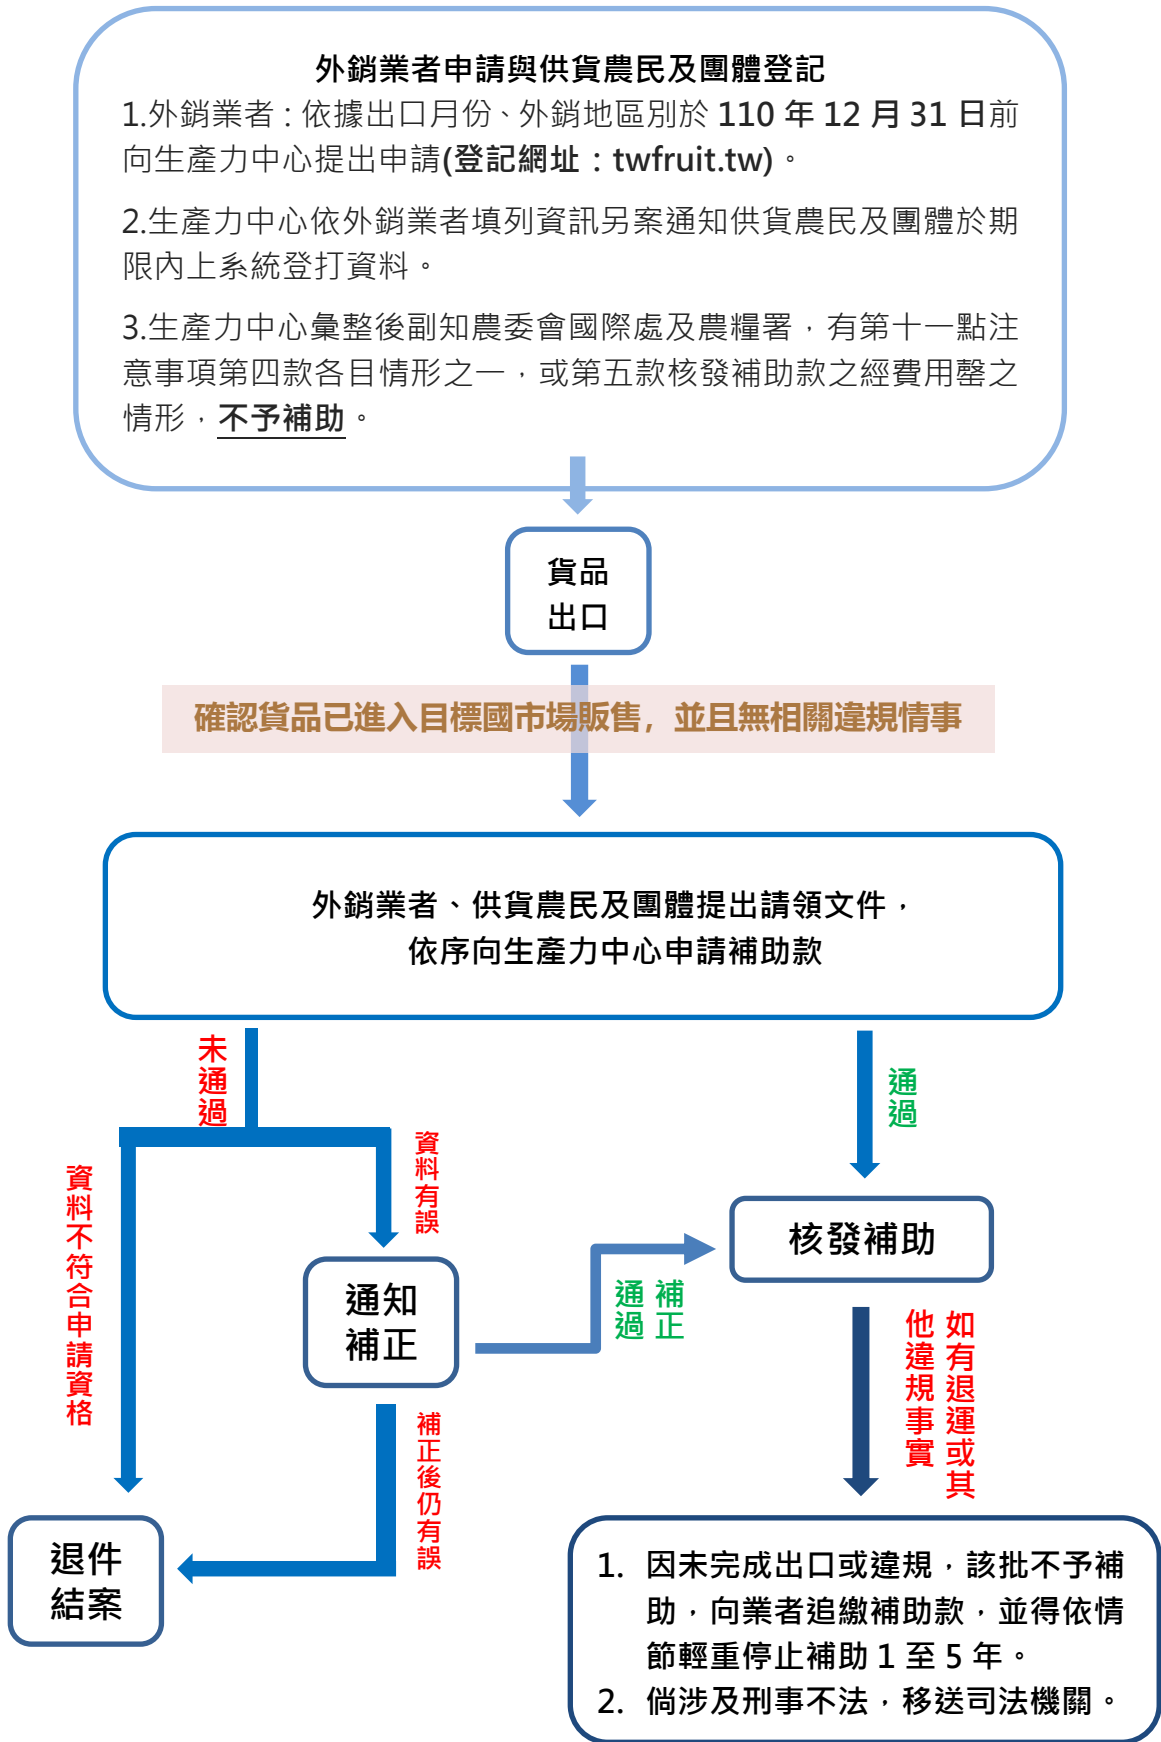 外銷業者申請與供貨農民及團體登記
1.外銷業者：依據出口月份、外銷地區別於 110 年 12 月 31 日前
向生產力中心提出申請(登記網址：twfruit.tw)。
2.生產力中心依外銷業者填列資訊另案通知供貨農民及團體於期
限內上系統登打資料。
3.生產力中心彙整後副知農委會國際處及農糧署，有第十一點注
意事項第四款各目情形之一，或第五款核發補助款之經費用罄之
情形，不予補助。
貨品
出口
確認貨品已進入目標國市場販售，並且無相關違規情事
外銷業者、供貨農民及團體提出請領文件，
依序向生產力中心申請補助款
未通過
通過
資料有誤
資料不符合申請資格
核發補助
通知
補正
補正
通過
如有退運或其
他違規事實
補正後仍有誤
退件
結案
1. 因未完成出口或違規，該批不予補
助，向業者追繳補助款，並得依情
節輕重停止補助 1 至 5 年。
2. 倘涉及刑事不法，移送司法機關。